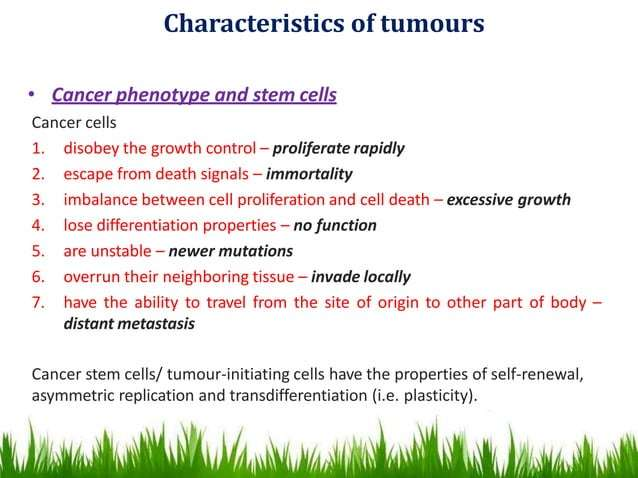 Characteristics of tumours
• Cancer phenotype and stem cells
Cancer cells
1. disobey the growth control – proliferate rapidly
2. escape from death signals – immortality
3. imbalance between cell proliferation and cell death – excessive growth
4. lose differentiation properties – no function
5. are unstable – newer mutations
6. overrun their neighboring tissue – invade locally
7. have the ability to travel from the site of origin to other part of body –
distant metastasis
Cancer stem cells/ tumour-initiating cells have the properties of self-renewal,
asymmetric replication and transdifferentiation (i.e. plasticity).